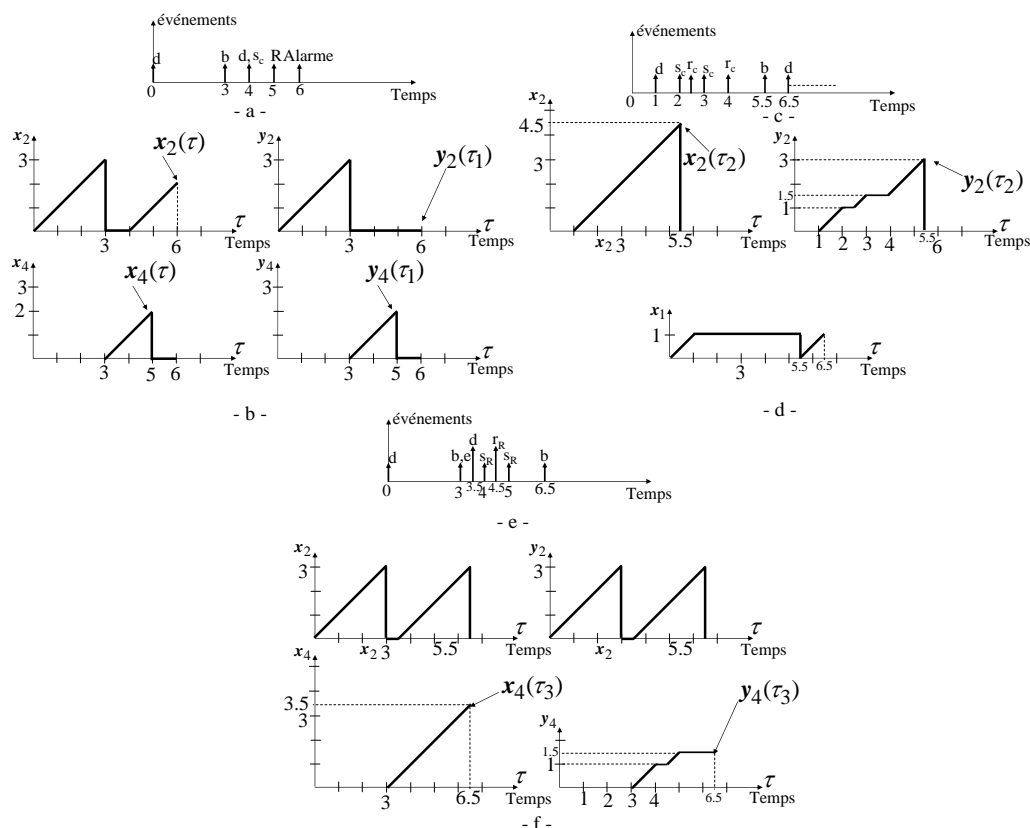 événements
d b d, s_c R Alarme
0 3 4 5 6 Temps
- a -
événements
d s_c r_c s_c r_c b d
0 1 2 3 4 5.5 6.5 Temps
- c -
x_2
3
x_2(τ)
3 6 τ
Temps
y_2
3
y_2(τ_1)
3 6 τ
Temps
x_2
4.5
3
x_2(τ_2)
x_2 3 5.5 τ
Temps
y_2
3
1.5
1
y_2(τ_2)
1 2 3 4 5.5 6 τ
Temps
x_4
3
2
x_4(τ)
3 5 6 τ
Temps
y_4
3
2
y_4(τ_1)
3 5 6 τ
Temps
- b -
x_1
1
3 5.5 6.5 τ
Temps
- d -
événements
d b,e d s_R r_R s_R b
0 3 3.5 4 4.5 5 6.5 Temps
- e -
x_2
3
x_2 3 5.5 τ
Temps
y_2
3
x_2 5.5 τ
Temps
x_4
3.5
3
x_4(τ_3)
3 6.5 τ
Temps
y_4
1.5
1
y_4(τ_3)
1 2 3 4 6.5 τ
Temps
- f -